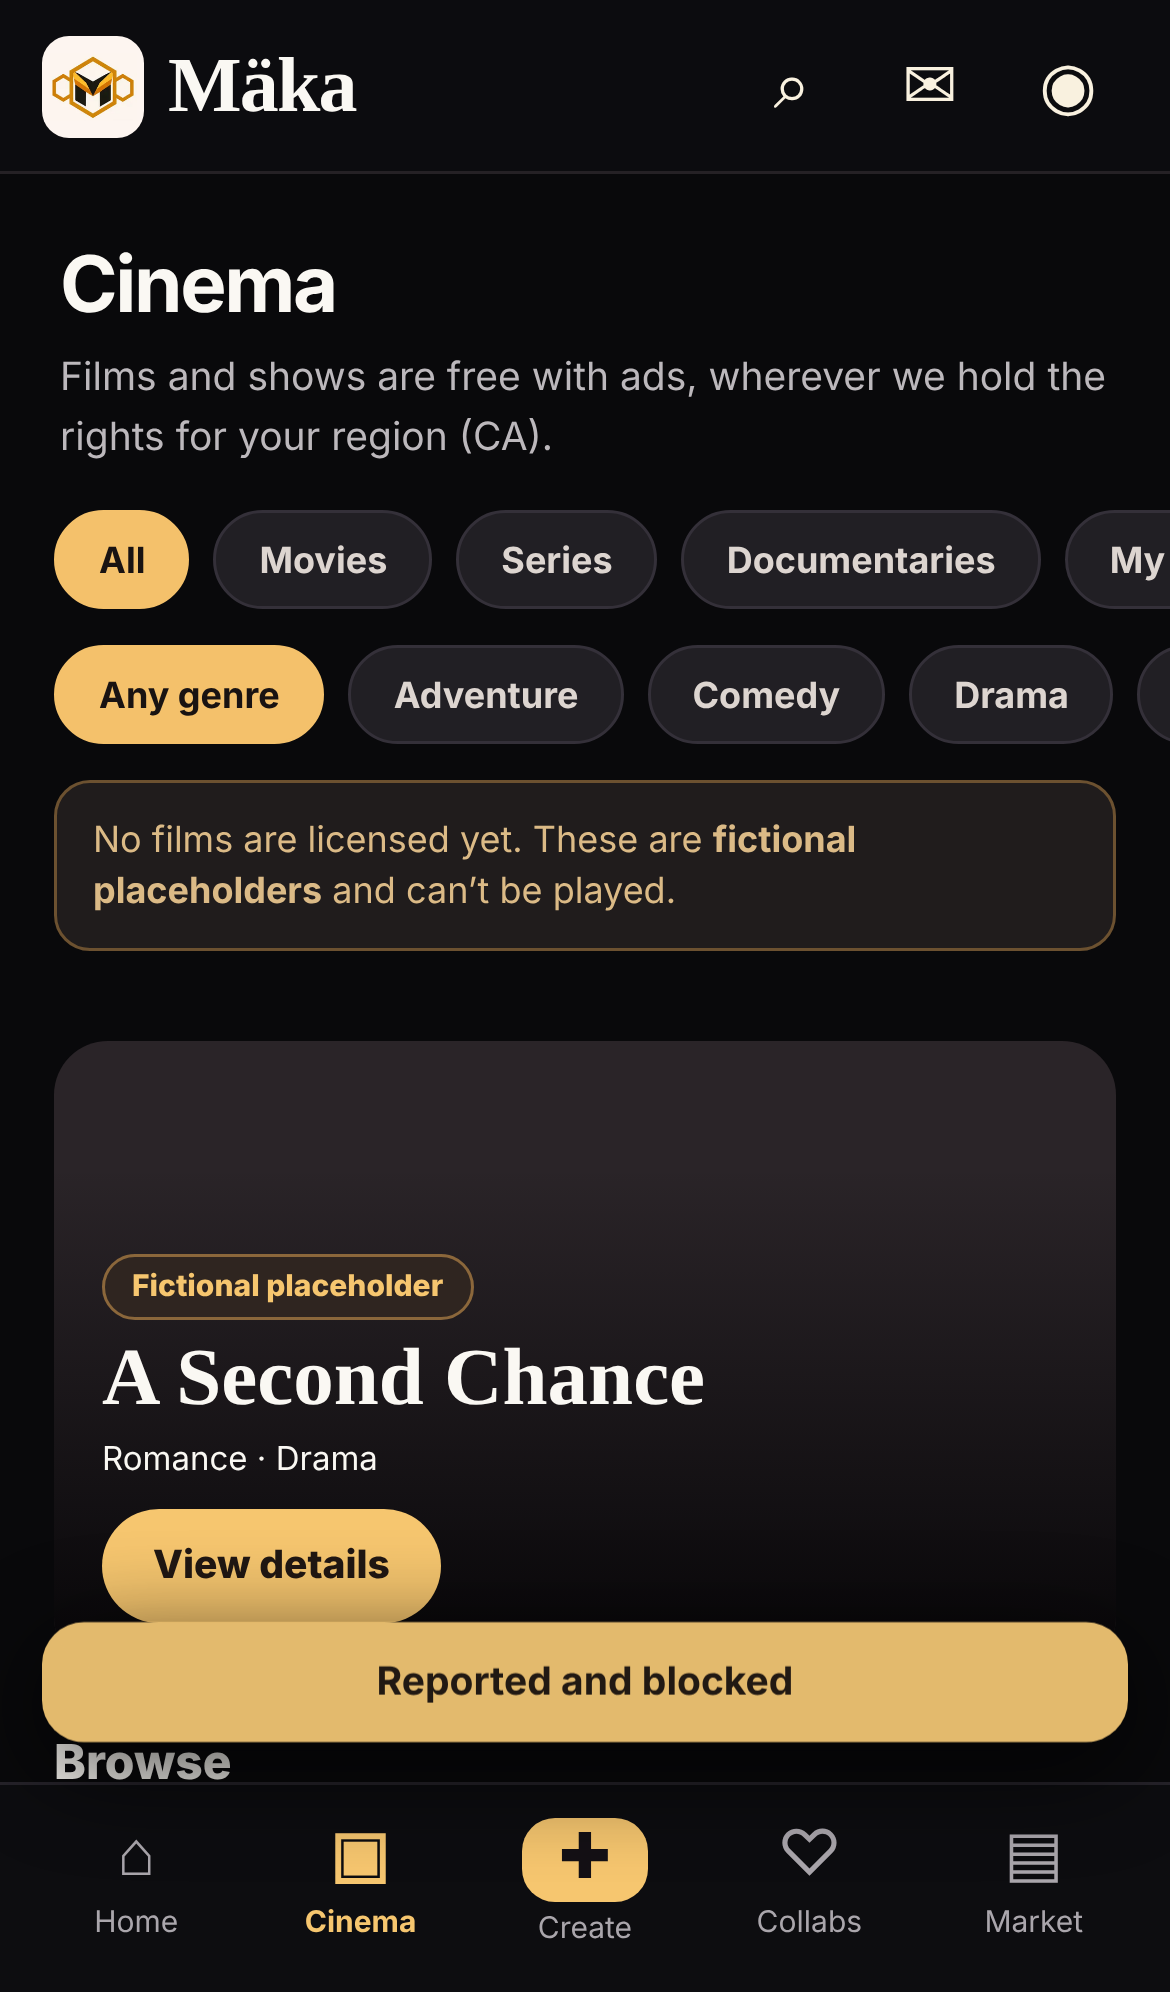 Mäka
Cinema
Films and shows are free with ads, wherever we hold the
rights for your region (CA).
All Movies Series Documentaries My
Any genre Adventure Comedy Drama
No films are licensed yet. These are fictional
placeholders and can’t be played.
Fictional placeholder
A Second Chance
Romance · Drama
View details
Reported and blocked
Browse
Home Cinema Create Collabs Market